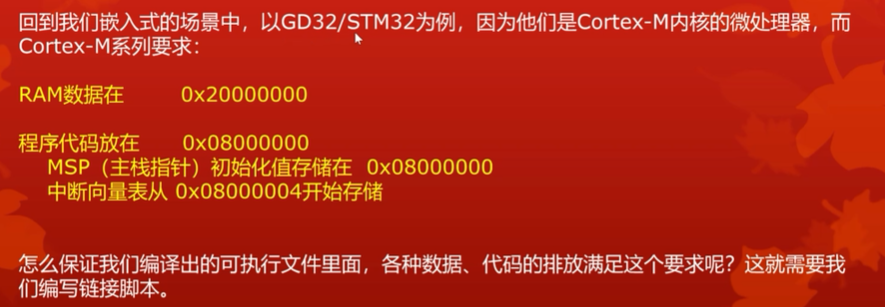 回到我们嵌入式的场景中，以GD32/STM32为例，因为他们是Cortex-M内核的微处理器，而
Cortex-M系列要求：
RAM数据在 0x20000000
程序代码放在 0x08000000
MSP（主栈指针）初始化值存储在 0x08000000
中断向量表从 0x08000004开始存储
怎么保证我们编译出的可执行文件里面，各种数据、代码的排放满足这个要求呢？这就需要我
们编写链接脚本。